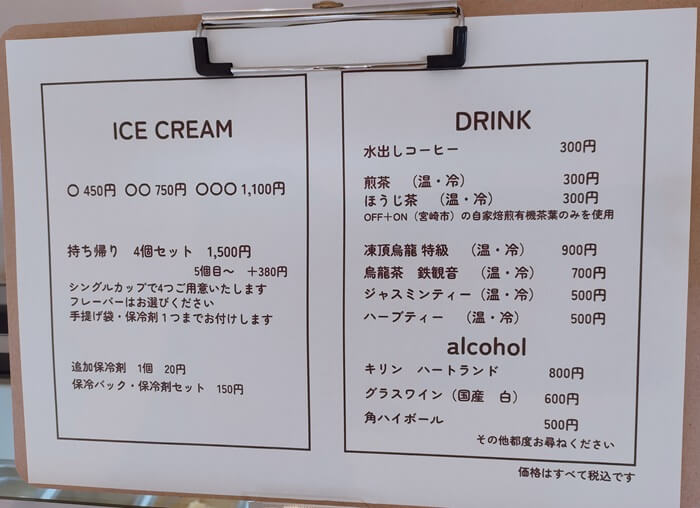 ICE CREAM
〇 450円 〇〇 750円 〇〇〇 1,100円
持ち帰り 4個セット 1,500円
5個目〜 +380円
シングルカップで4つご用意いたします
フレーバーはお選びください
手提げ袋・保冷剤1つまでお付けします
追加保冷剤 1個 20円
保冷バック・保冷剤セット 150円
DRINK
水出しコーヒー 300円
煎茶 (温・冷) 300円
ほうじ茶 (温・冷) 300円
OFF+ON(宮崎市)の自家焙煎有機茶葉のみを使用
凍頂烏龍 特級 (温・冷) 900円
烏龍茶 鉄観音 (温・冷) 700円
ジャスミンティー(温・冷) 500円
ハーブティー (温・冷) 500円
alcohol
キリン ハートランド 800円
グラスワイン(国産 白) 600円
角ハイボール 500円
その他都度お尋ねください
価格はすべて税込です